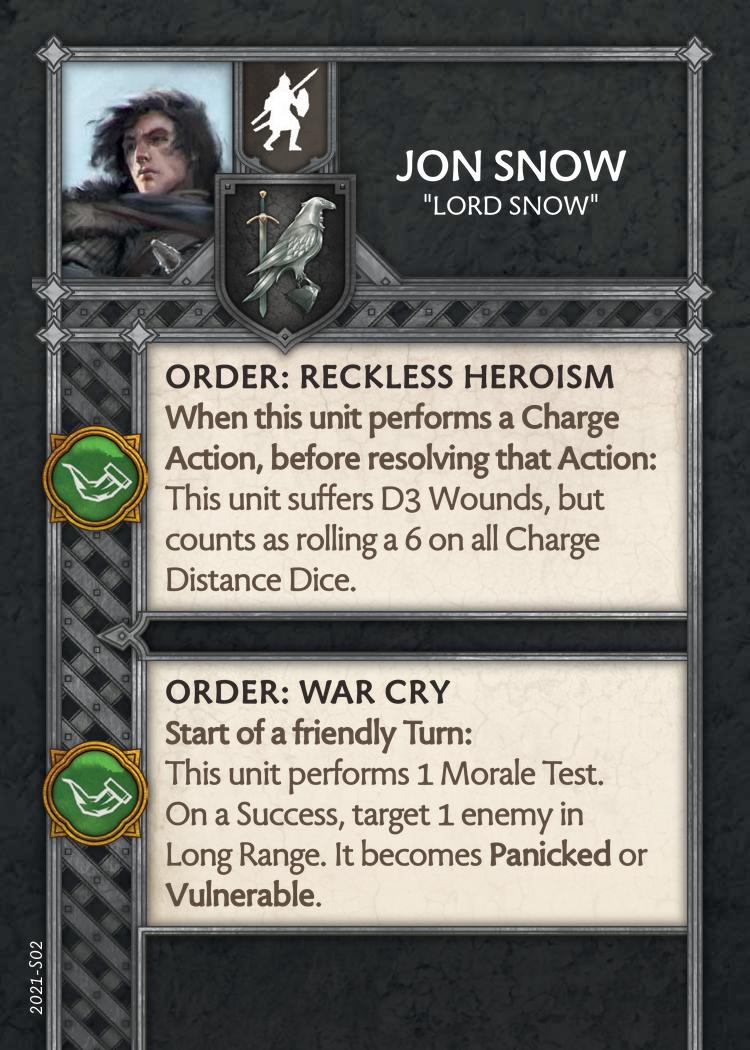 JON SNOW
"LORD SNOW"
ORDER: RECKLESS HEROISM
When this unit performs a Charge
Action, before resolving that Action:
This unit suffers D3 Wounds, but
counts as rolling a 6 on all Charge
Distance Dice.
ORDER: WAR CRY
Start of a friendly Turn:
This unit performs 1 Morale Test.
On a Success, target 1 enemy in
Long Range. It becomes Panicked or
Vulnerable.
2021-S02